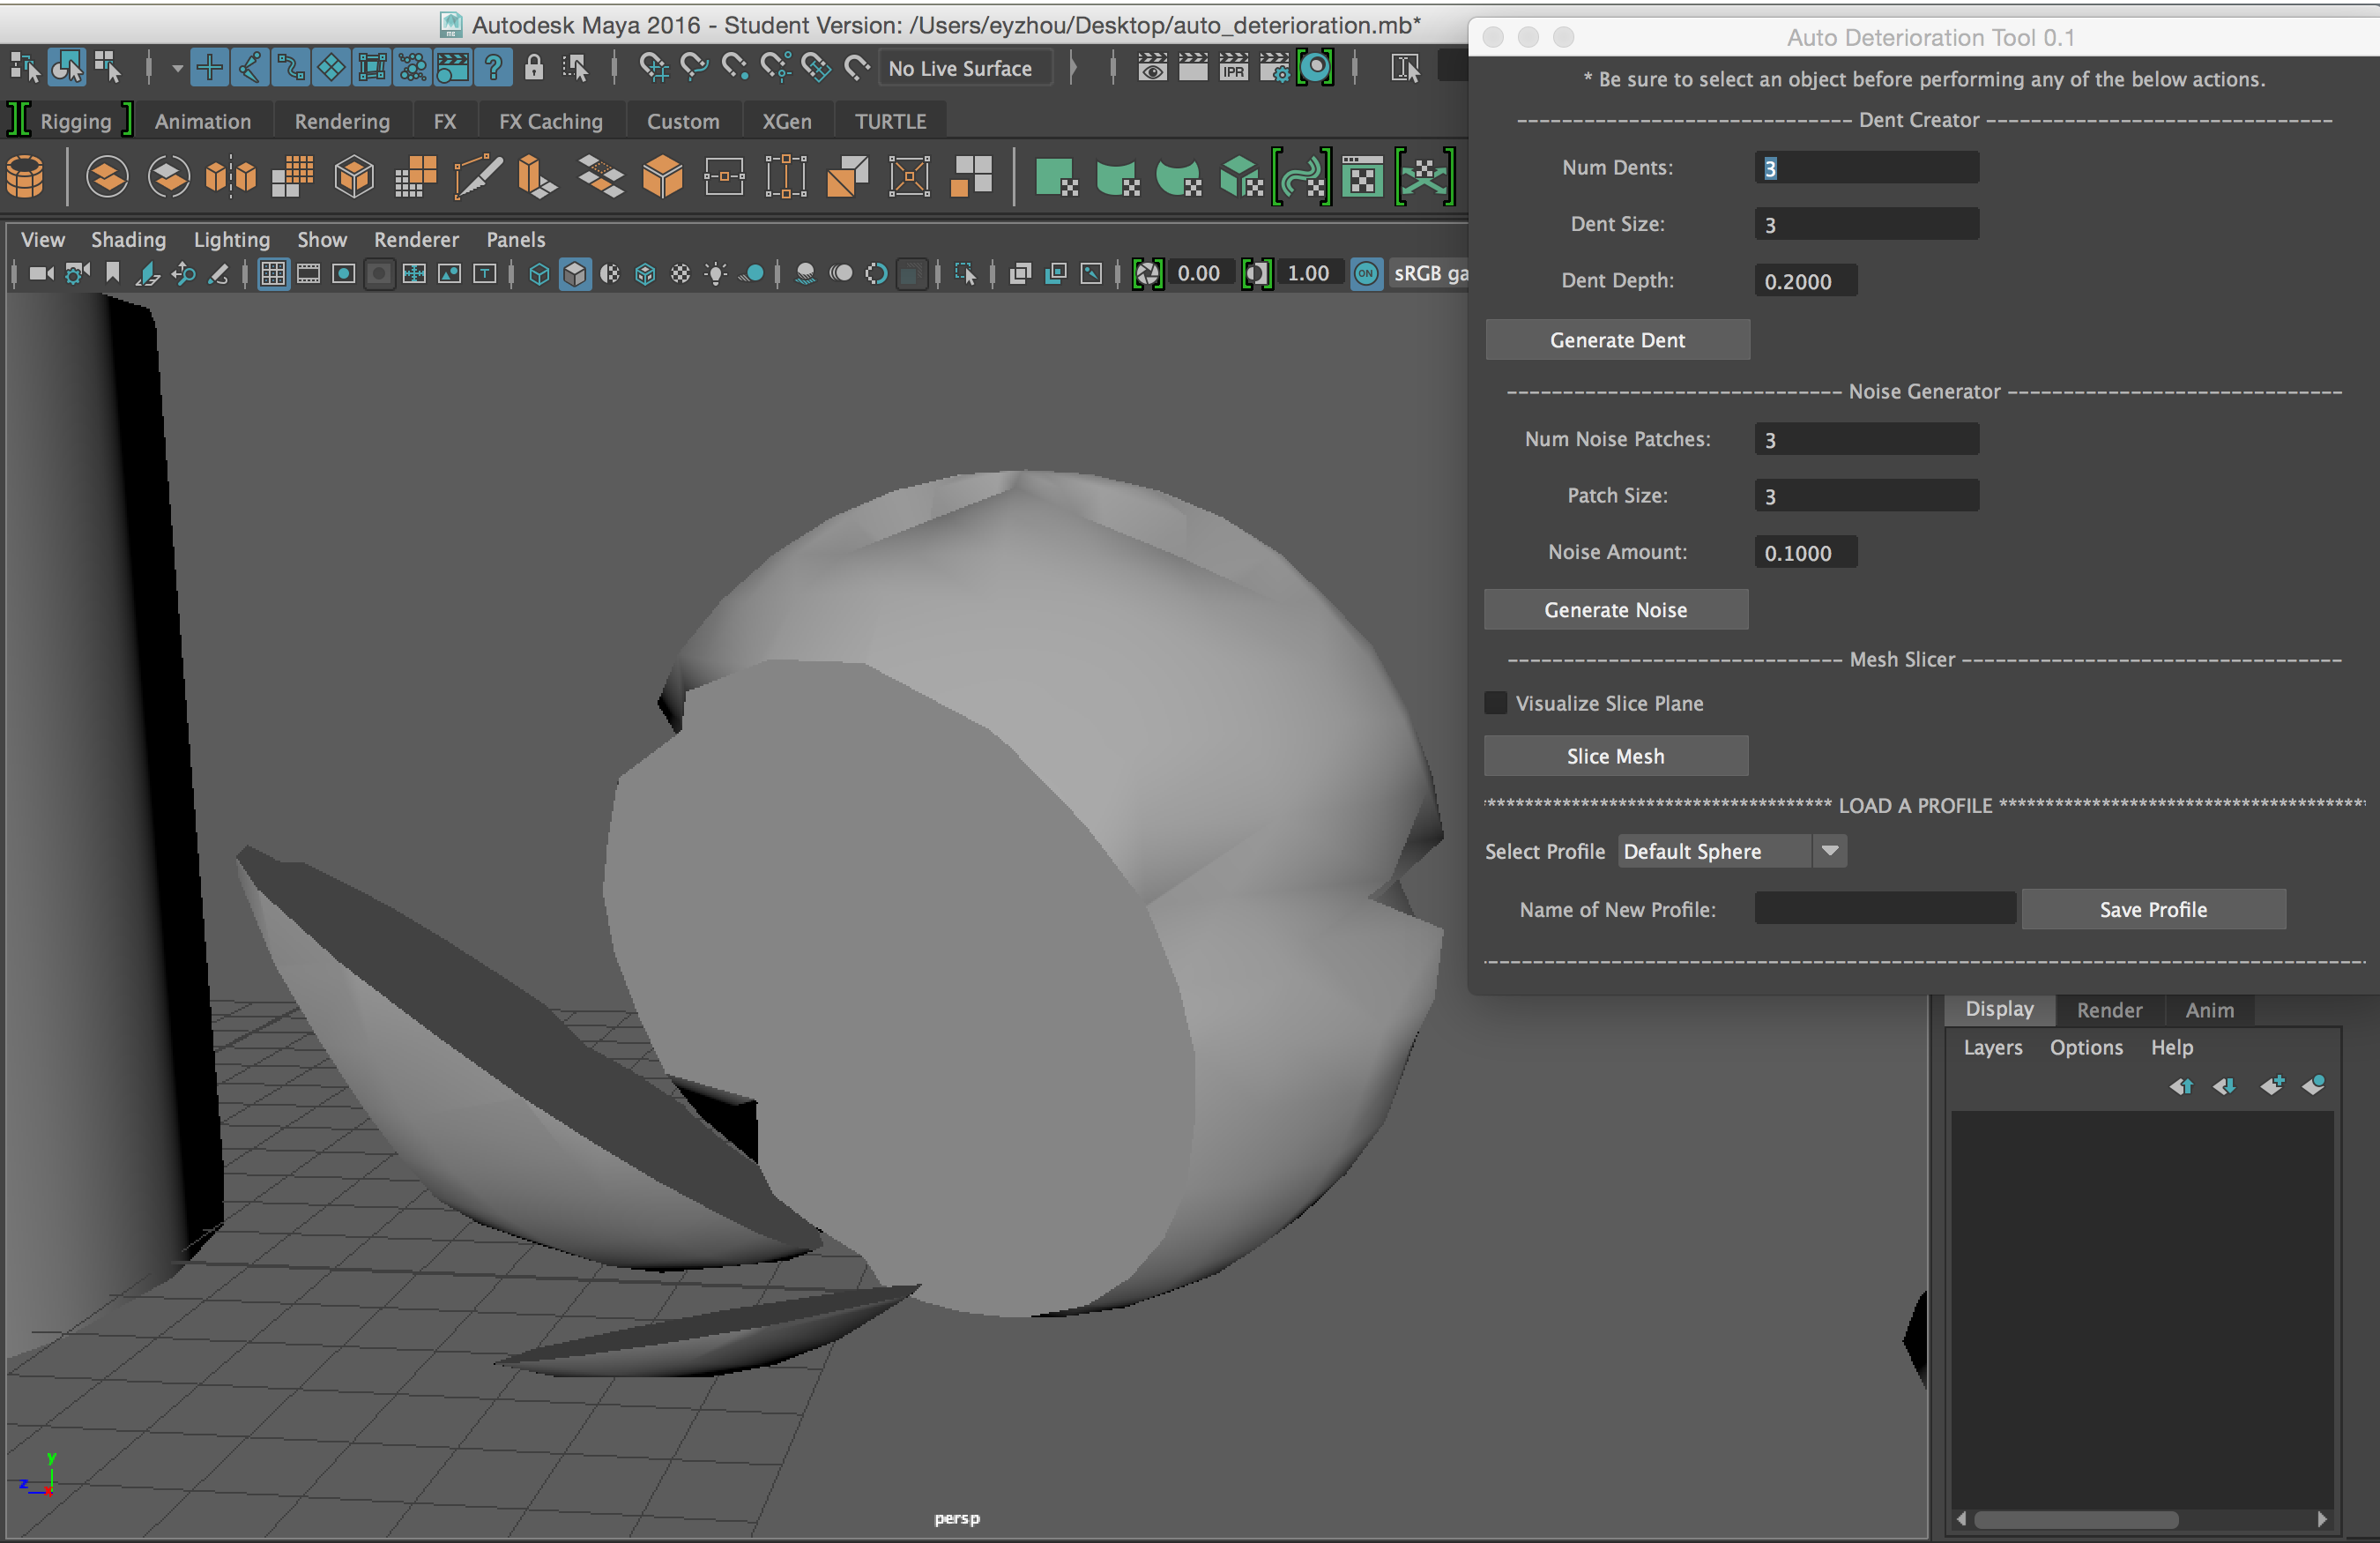 Autodesk Maya 2016 - Student Version: /Users/eyzhou/Desktop/auto_deterioration.mb*
No Live Surface
IPR
Rigging Animation Rendering FX FX Caching Custom XGen TURTLE
View Shading Lighting Show Renderer Panels
0.00 1.00 ON sRGB ga
persp
y
z
x
Auto Deterioration Tool 0.1
* Be sure to select an object before performing any of the below actions.
------------------------------ Dent Creator -------------------------------
Num Dents: 3
Dent Size: 3
Dent Depth: 0.2000
Generate Dent
------------------------------ Noise Generator ------------------------------
Num Noise Patches: 3
Patch Size: 3
Noise Amount: 0.1000
Generate Noise
------------------------------ Mesh Slicer ----------------------------------
Visualize Slice Plane
Slice Mesh
************************************* LOAD A PROFILE ***************************************
Select Profile Default Sphere
Name of New Profile: Save Profile
-------------------------------------------------------------------------------
Display Render Anim
Layers Options Help